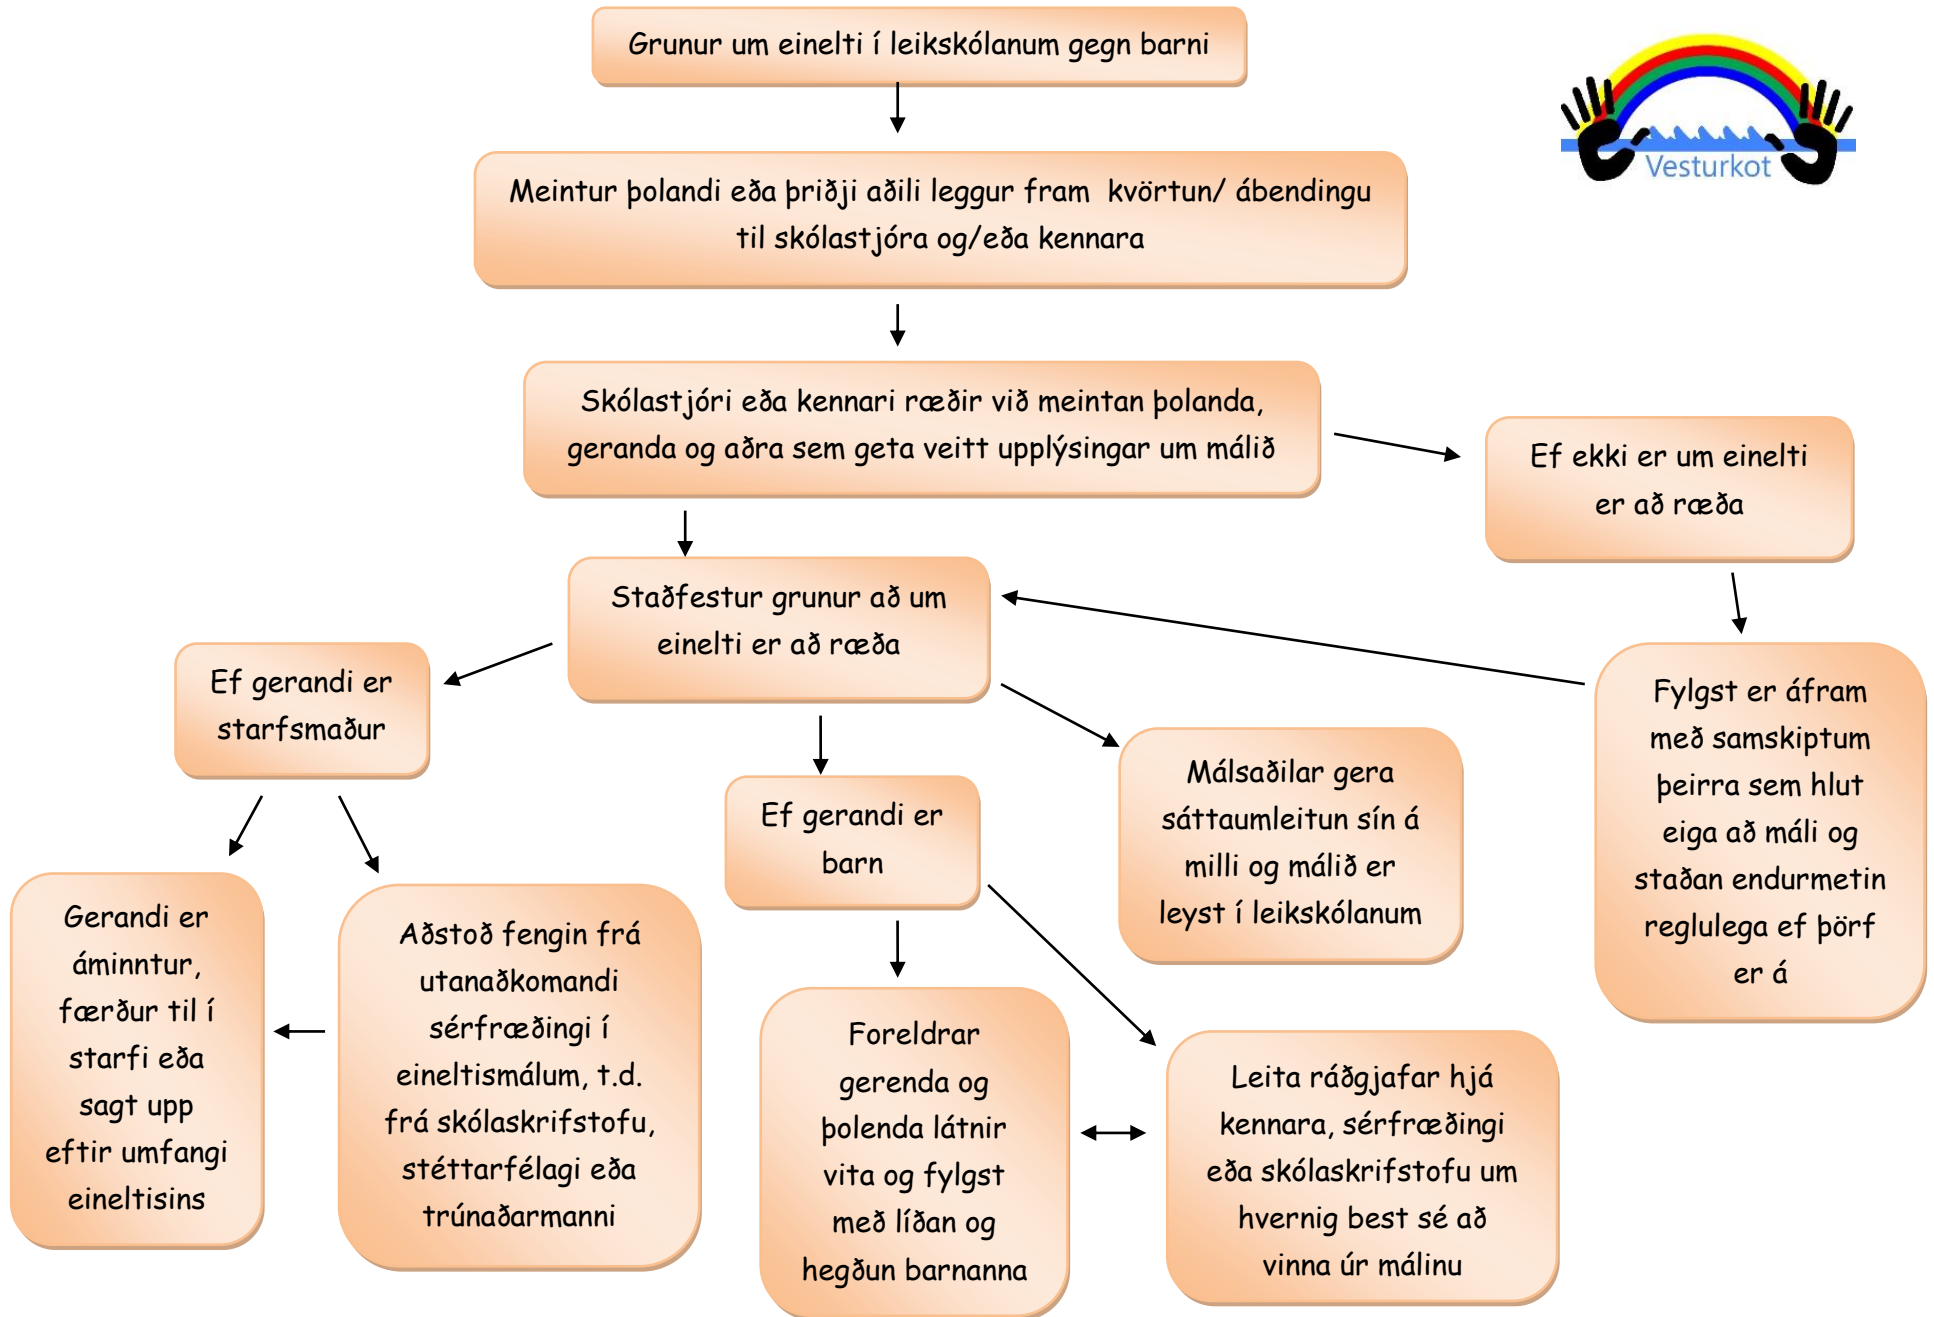 Grunur um einelti í leikskólanum gegn barni
Vesturkot
Meintur þolandi eða þriðji aðili leggur fram kvörtun/ ábendingu
til skólastjóra og/eða kennara
Skólastjóri eða kennari ræðir við meintan þolanda,
geranda og aðra sem geta veitt upplýsingar um málið
Ef ekki er um einelti
er að ræða
Staðfestur grunur að um
einelti er að ræða
Ef gerandi er
starfsmaður
Fylgst er áfram
með samskiptum
þeirra sem hlut
eiga að máli og
staðan endurmetin
reglulega ef þörf
er á
Málsaðilar gera
sáttaumleitun sín á
milli og málið er
leyst í leikskólanum
Ef gerandi er
barn
Gerandi er
áminntur,
færður til í
starfi eða
sagt upp
eftir umfangi
eineltisins
Aðstoð fengin frá
utanaðkomandi
sérfræðingi í
eineltismálum, t.d.
frá skólaskrifstofu,
stéttarfélagi eða
trúnaðarmanni
Foreldrar
gerenda og
þolenda látnir
vita og fylgst
með líðan og
hegðun barnanna
Leita ráðgjafar hjá
kennara, sérfræðingi
eða skólaskrifstofu um
hvernig best sé að
vinna úr málinu